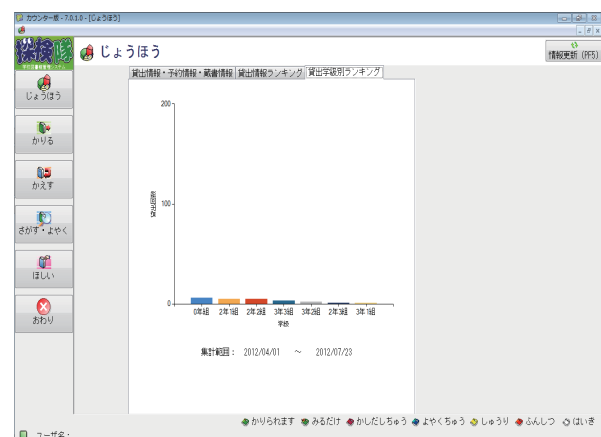 カウンター版 - 7.0.1.0 - [じょうほう]
探検隊
じょうほう
情報更新 (PF5)
貸出情報・予約情報・蔵書情報 貸出情報ランキング 貸出学級別ランキング
じょうほう
かりる
かえす
さがす・よやく
ほしい
おわり
200
100
0
0年組 2年1組 2年2組 3年3組 3年2組 2年3組 3年1組
学級
集計範囲: 2012/04/01 ～ 2012/07/23
かりられます みるだけ かしだしちゅう よやくちゅう しゅうり ふんしつ はいき
ユーザ名: